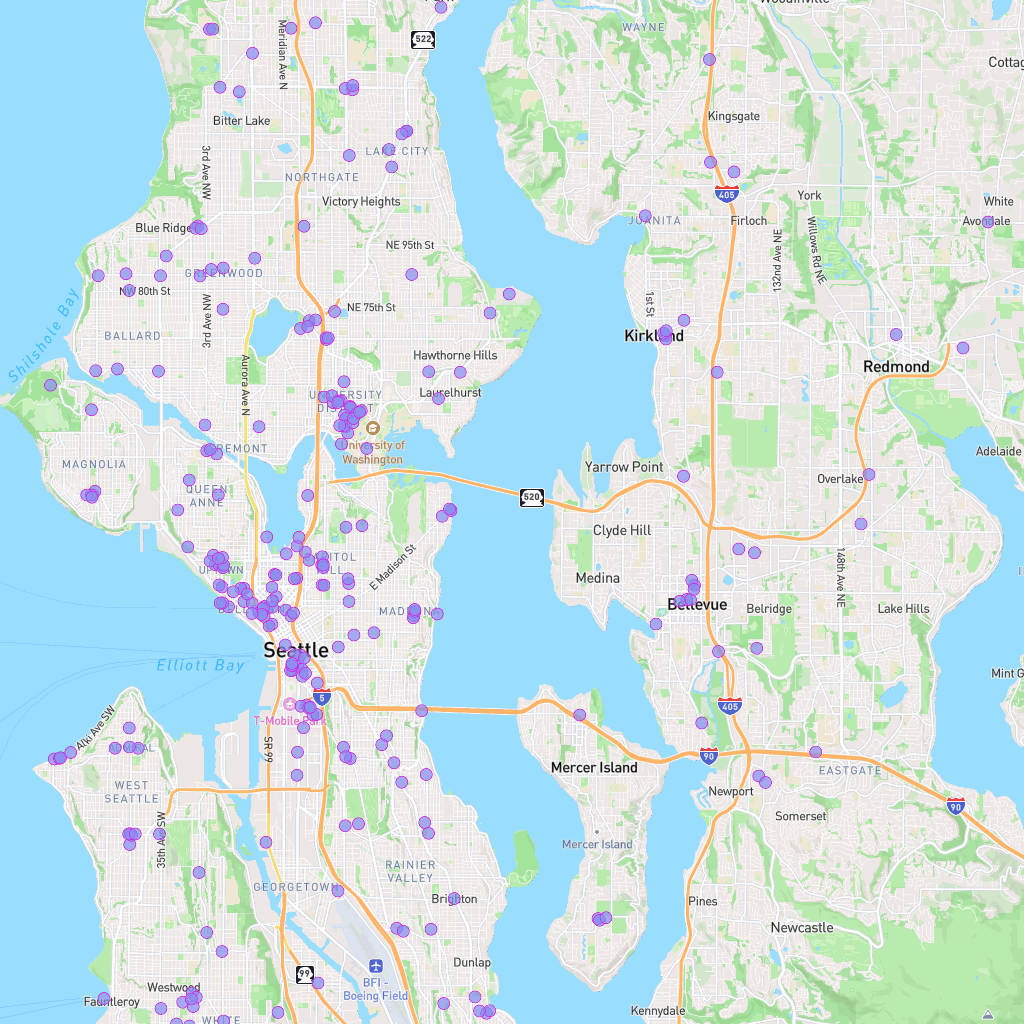 Woodinville
WAYNE
522
Meridian Ave N
Cottag
Kingsgate
Bitter Lake
LAKE CITY
3rd Ave NW
NORTHGATE
405
York
Victory Heights
White
Avondale
JUANITA
Firloch
Blue Ridge
NE 95th St
132nd Ave NE
Willows Rd NE
GREENWOOD
NW 80th St
1st St
NE 75th St
3rd Ave NW
Shilshole Bay
BALLARD
Kirkland
Hawthorne Hills
Redmond
Aurora Ave N
UNIVERSITY
DISTRICT
Laurelhurst
University of
Washington
FREMONT
Adelaide
MAGNOLIA
Yarrow Point
Overlake
QUEEN
ANNE
520
Clyde Hill
CAPITOL
HILL
E Madison St
148th Ave NE
UPTOWN
Medina
BELLTOWN
MADRONA
Bellevue
Belridge
Lake Hills
Seattle
Elliott Bay
Mint G
5
405
T-Mobile Park
Alki Ave SW
SR 99
ADMIRAL
90
Mercer Island
EASTGATE
WEST
SEATTLE
Newport
90
Somerset
35th Ave SW
Mercer Island
RAINIER
VALLEY
GEORGETOWN
Brighton
Pines
Newcastle
Dunlap
99
BFI -
Boeing Field
Westwood
Fauntleroy
Kennydale
WHITE